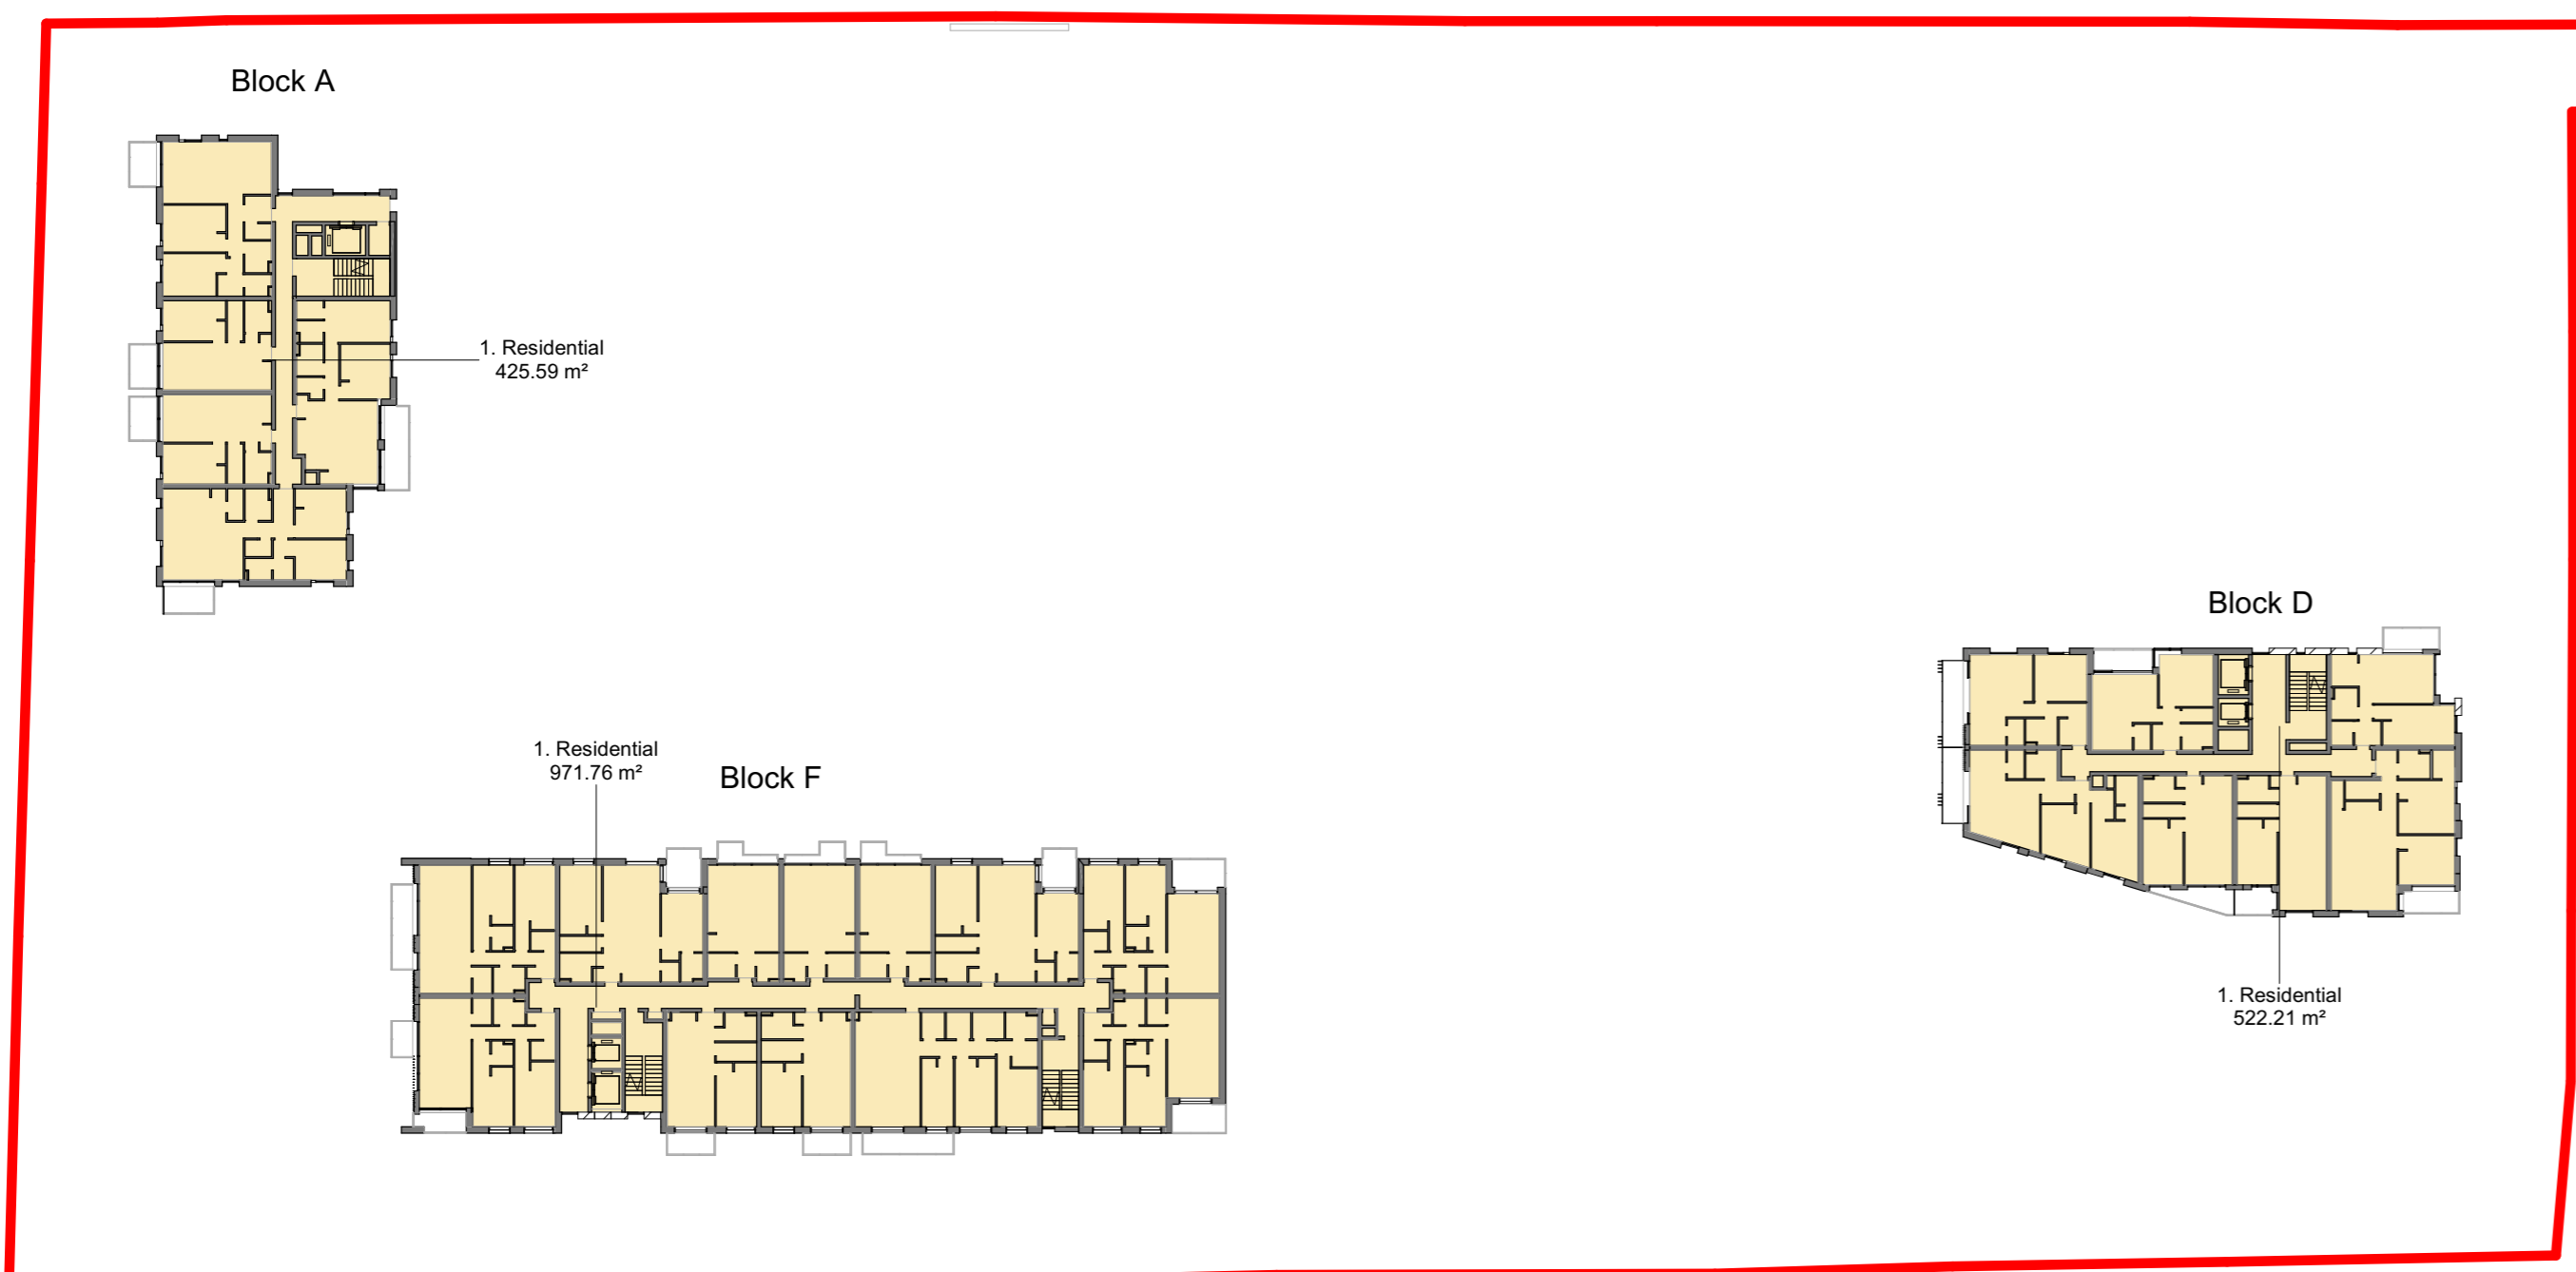 Block A
1. Residential
425.59 m²
Block D
1. Residential
971.76 m²
Block F
1. Residential
522.21 m²